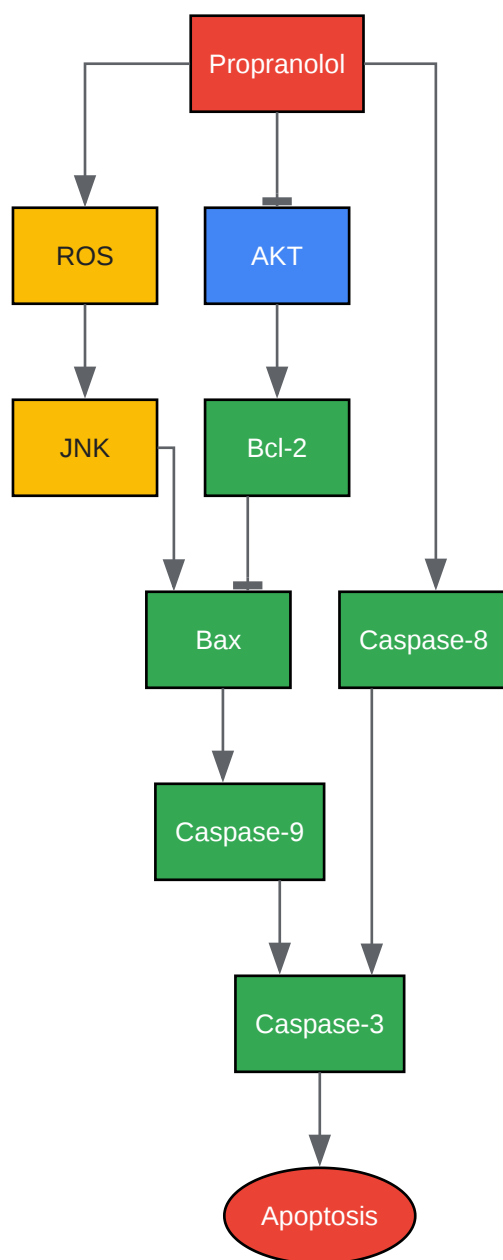 Propranolol
ROS
AKT
JNK
Bcl-2
Bax
Caspase-8
Caspase-9
Caspase-3
Apoptosis